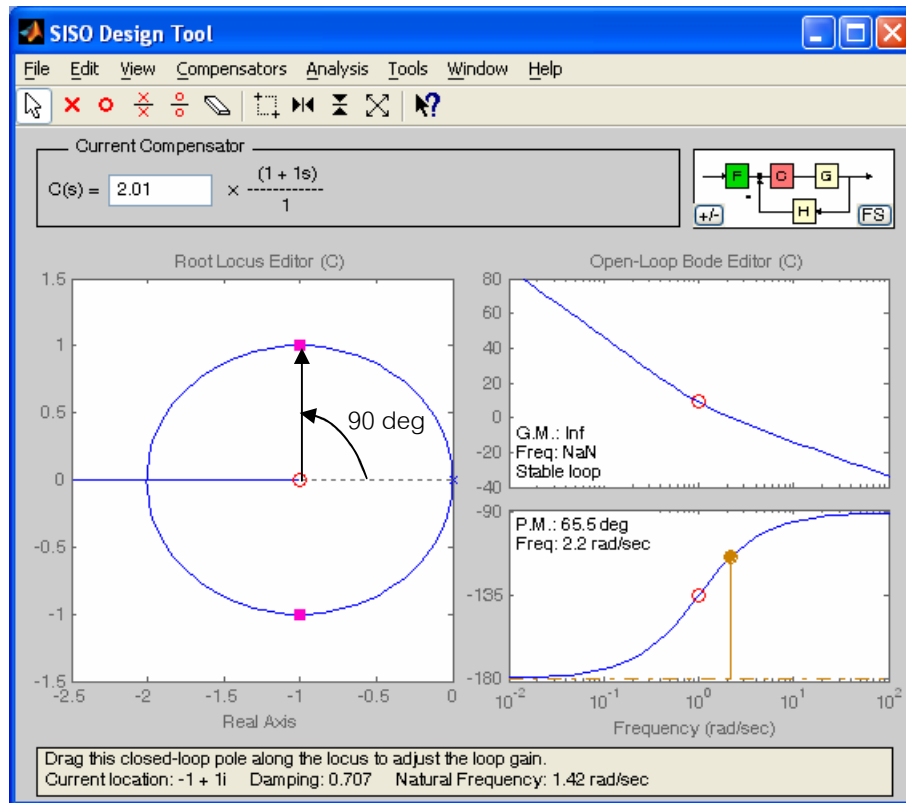 SISO Design Tool
File Edit View Compensators Analysis Tools Window Help
Current Compensator
C(s) = 2.01 × (1 + 1s)
------------
1
F C G
H
+/- FS
Root Locus Editor (C)
1.5
1
0.5
0
-0.5
-1
-1.5
-2.5 -2 -1.5 -1 -0.5 0
Real Axis
90 deg
Open-Loop Bode Editor (C)
80
60
40
20
0
-20
-40
G.M.: Inf
Freq: NaN
Stable loop
-90
-135
-180
P.M.: 65.5 deg
Freq: 2.2 rad/sec
10^-2 10^-1 10^0 10^1 10^2
Frequency (rad/sec)
Drag this closed-loop pole along the locus to adjust the loop gain.
Current location: -1 + 1i Damping: 0.707 Natural Frequency: 1.42 rad/sec